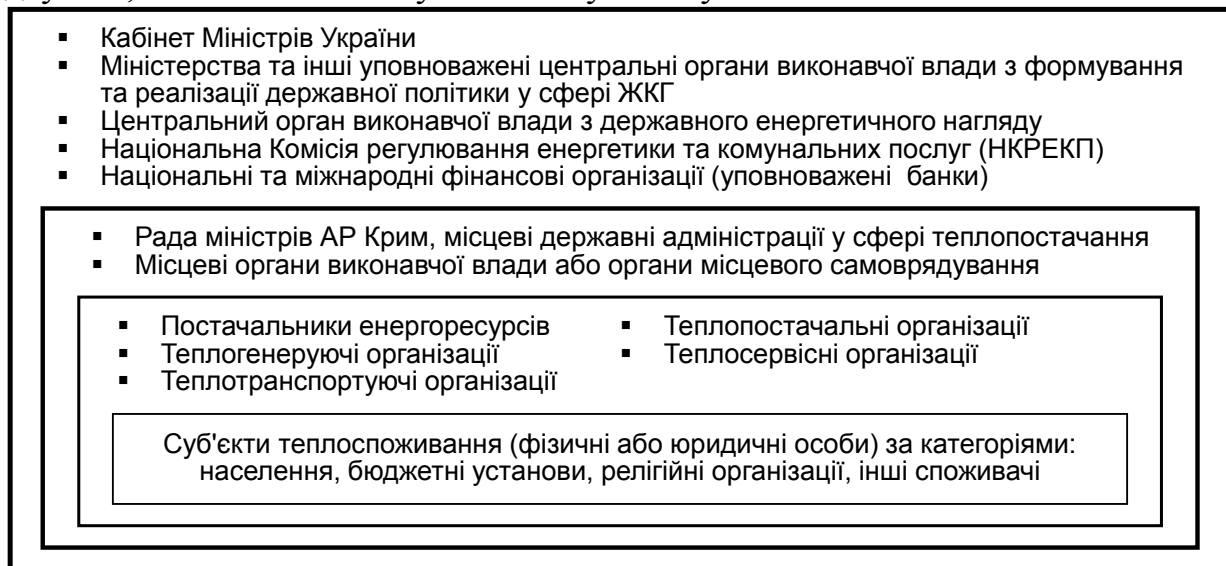 ▪ Кабінет Міністрів України
▪ Міністерства та інші уповноважені центральні органи виконавчої влади з формування
та реалізації державної політики у сфері ЖКГ
▪ Центральний орган виконавчої влади з державного енергетичного нагляду
▪ Національна Комісія регулювання енергетики та комунальних послуг (НКРЕКП)
▪ Національні та міжнародні фінансові організації (уповноважені банки)
▪ Рада міністрів АР Крим, місцеві державні адміністрації у сфері теплопостачання
▪ Місцеві органи виконавчої влади або органи місцевого самоврядування
▪ Постачальники енергоресурсів
▪ Теплогенеруючі організації
▪ Теплотранспортуючі організації
▪ Теплопостачальні організації
▪ Теплосервісні організації
Суб'єкти теплоспоживання (фізичні або юридичні особи) за категоріями:
населення, бюджетні установи, релігійні організації, інші споживачі